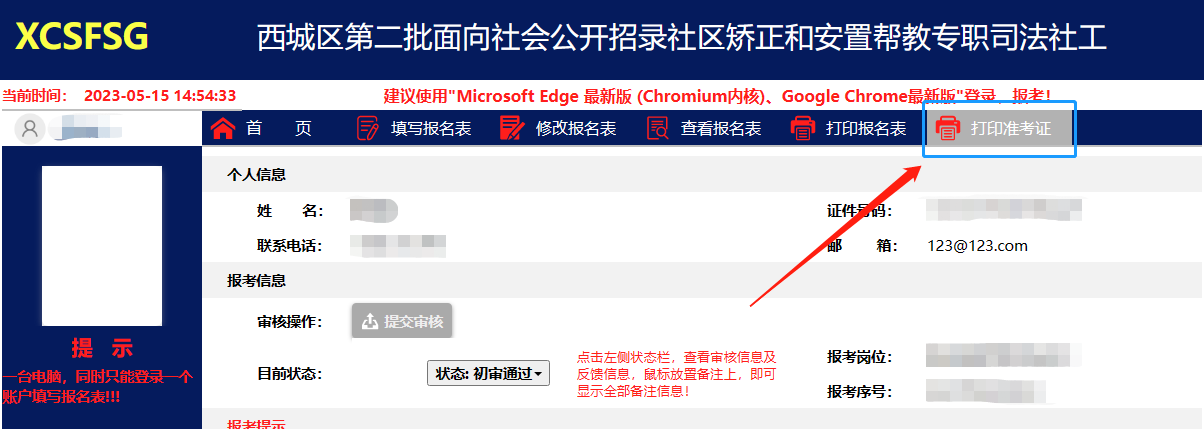 XCSFSG
西城区第二批面向社会公开招录社区矫正和安置帮教专职司法社工
当前时间： 2023-05-15 14:54:33
建议使用"Microsoft Edge 最新版 (Chromium内核)、Google Chrome最新版"登录、报考！
首 页 填写报名表 修改报名表 查看报名表 打印报名表 打印准考证
个人信息
姓 名：
证件号码：
联系电话：
邮 箱： 123@123.com
报考信息
审核操作： 提交审核
目前状态： 状态: 初审通过
点击左侧状态栏，查看审核信息及
反馈信息，鼠标放置备注上，即可
显示全部备注信息！
报考岗位：
报考序号：
提 示
一台电脑，同时只能登录一个
账户填写报名表!!!
报考提示